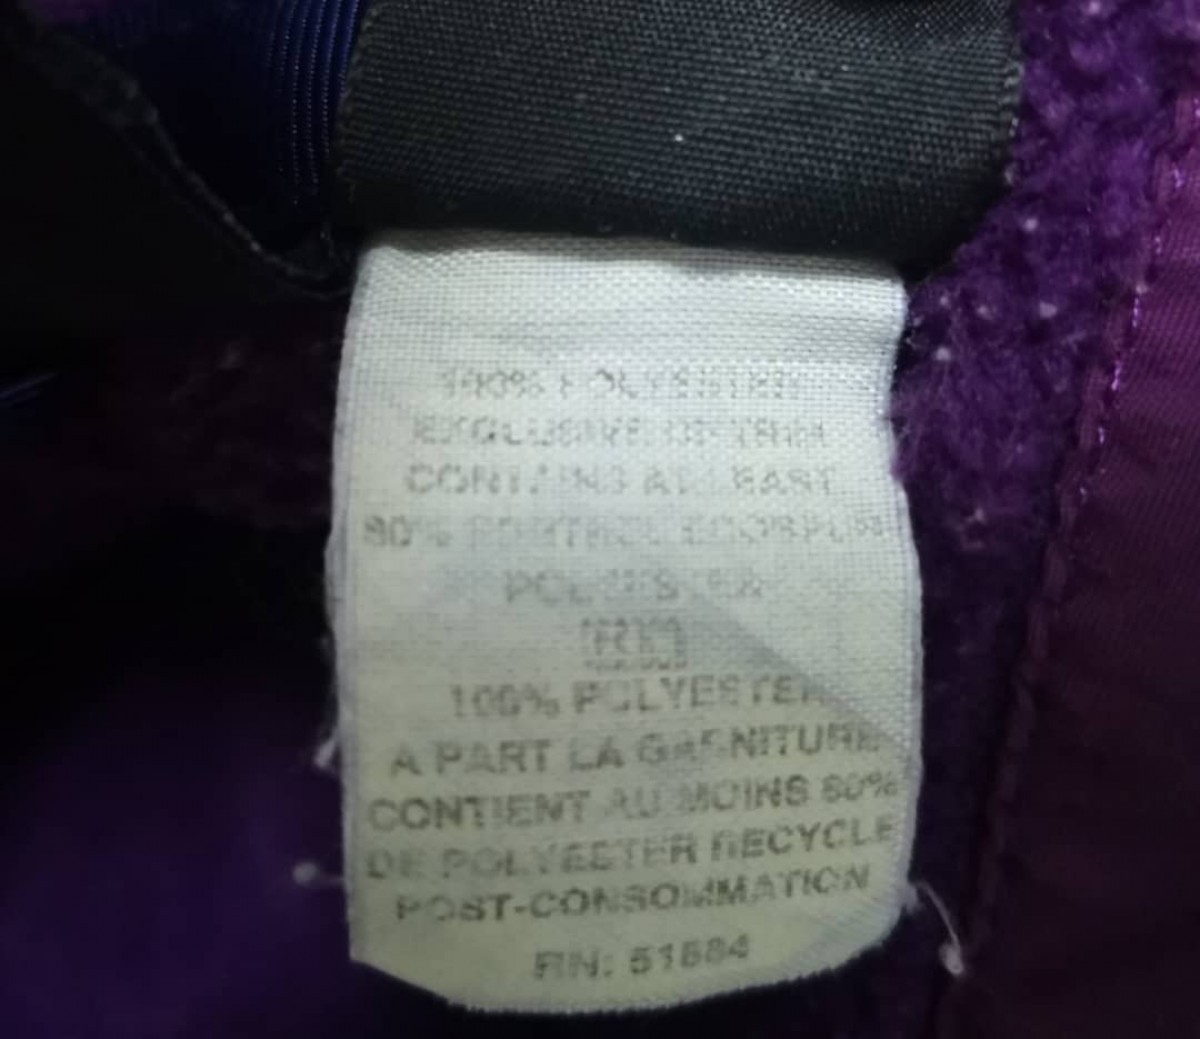 100% POLYESTER
EXCLUSIVE OF TRIM
CONTAINS AT LEAST
80%
POLYESTER
100% POLYESTER
A PART LA GARNITURE
CONTIENT AU MOINS 80%
DE POLYESTER RECYCLE
POST-CONSOMMATION
RN: 51884